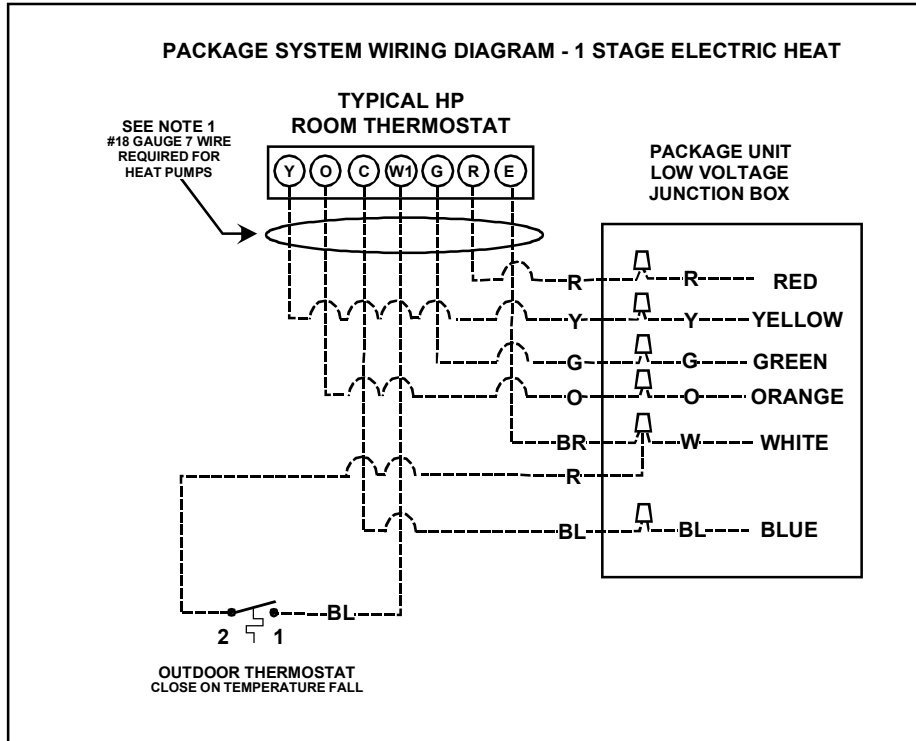 PACKAGE SYSTEM WIRING DIAGRAM - 1 STAGE ELECTRIC HEAT
TYPICAL HP
ROOM THERMOSTAT
SEE NOTE 1
#18 GAUGE 7 WIRE
REQUIRED FOR
HEAT PUMPS
Y O C W1 G R E
PACKAGE UNIT
LOW VOLTAGE
JUNCTION BOX
R R RED
Y Y YELLOW
G G GREEN
O O ORANGE
BR W WHITE
R
BL BL BLUE
BL
2 1
OUTDOOR THERMOSTAT
CLOSE ON TEMPERATURE FALL